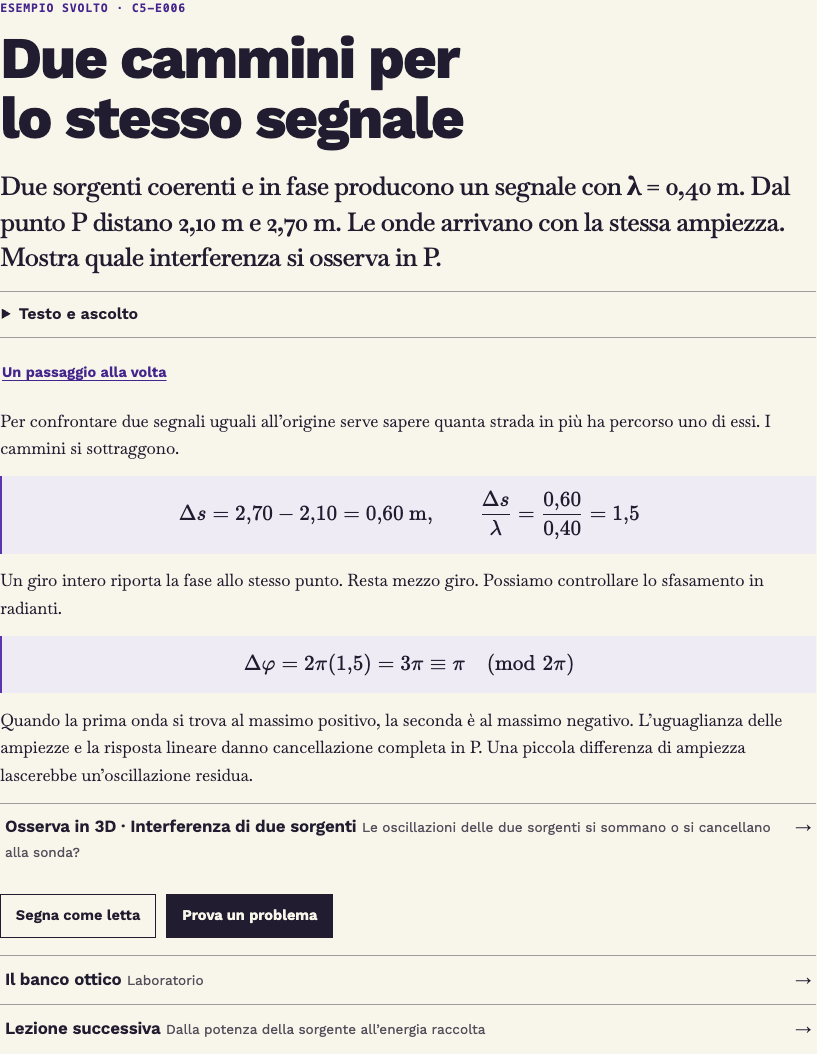 ESEMPIO SVOLTO · C5—E006
Due cammini per
lo stesso segnale
Due sorgenti coerenti e in fase producono un segnale con λ = 0,40 m. Dal
punto P distano 2,10 m e 2,70 m. Le onde arrivano con la stessa ampiezza.
Mostra quale interferenza si osserva in P.
▶ Testo e ascolto
Un passaggio alla volta
Per confrontare due segnali uguali all’origine serve sapere quanta strada in più ha percorso uno di essi. I
cammini si sottraggono.
Δs = 2,70 − 2,10 = 0,60 m, Δs/λ = 0,60/0,40 = 1,5
Un giro intero riporta la fase allo stesso punto. Resta mezzo giro. Possiamo controllare lo sfasamento in
radianti.
Δφ = 2π(1,5) = 3π ≡ π (mod 2π)
Quando la prima onda si trova al massimo positivo, la seconda è al massimo negativo. L’uguaglianza delle
ampiezze e la risposta lineare danno cancellazione completa in P. Una piccola differenza di ampiezza
lascerebbe un’oscillazione residua.
Osserva in 3D · Interferenza di due sorgenti Le oscillazioni delle due sorgenti si sommano o si cancellano →
alla sonda?
Segna come letta Prova un problema
Il banco ottico Laboratorio →
Lezione successiva Dalla potenza della sorgente all’energia raccolta →